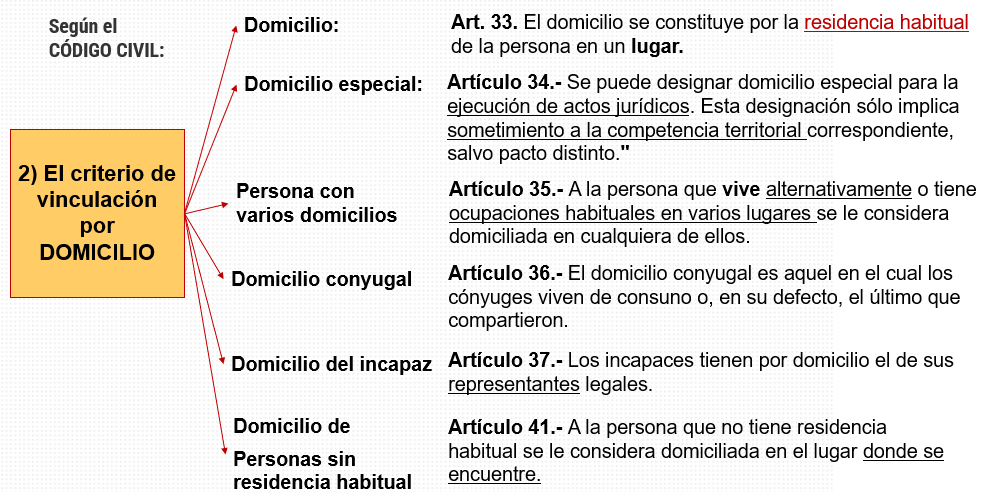 Según el
CÓDIGO CIVIL:
2) El criterio de
vinculación
por
DOMICILIO
Domicilio:
Art. 33. El domicilio se constituye por la residencia habitual
de la persona en un lugar.
Domicilio especial:
Artículo 34.- Se puede designar domicilio especial para la
ejecución de actos jurídicos. Esta designación sólo implica
sometimiento a la competencia territorial correspondiente,
salvo pacto distinto."
Persona con
varios domicilios
Artículo 35.- A la persona que vive alternativamente o tiene
ocupaciones habituales en varios lugares se le considera
domiciliada en cualquiera de ellos.
Domicilio conyugal
Artículo 36.- El domicilio conyugal es aquel en el cual los
cónyuges viven de consuno o, en su defecto, el último que
compartieron.
Domicilio del incapaz
Artículo 37.- Los incapaces tienen por domicilio el de sus
representantes legales.
Domicilio de
Personas sin
residencia habitual
Artículo 41.- A la persona que no tiene residencia
habitual se le considera domiciliada en el lugar donde se
encuentre.